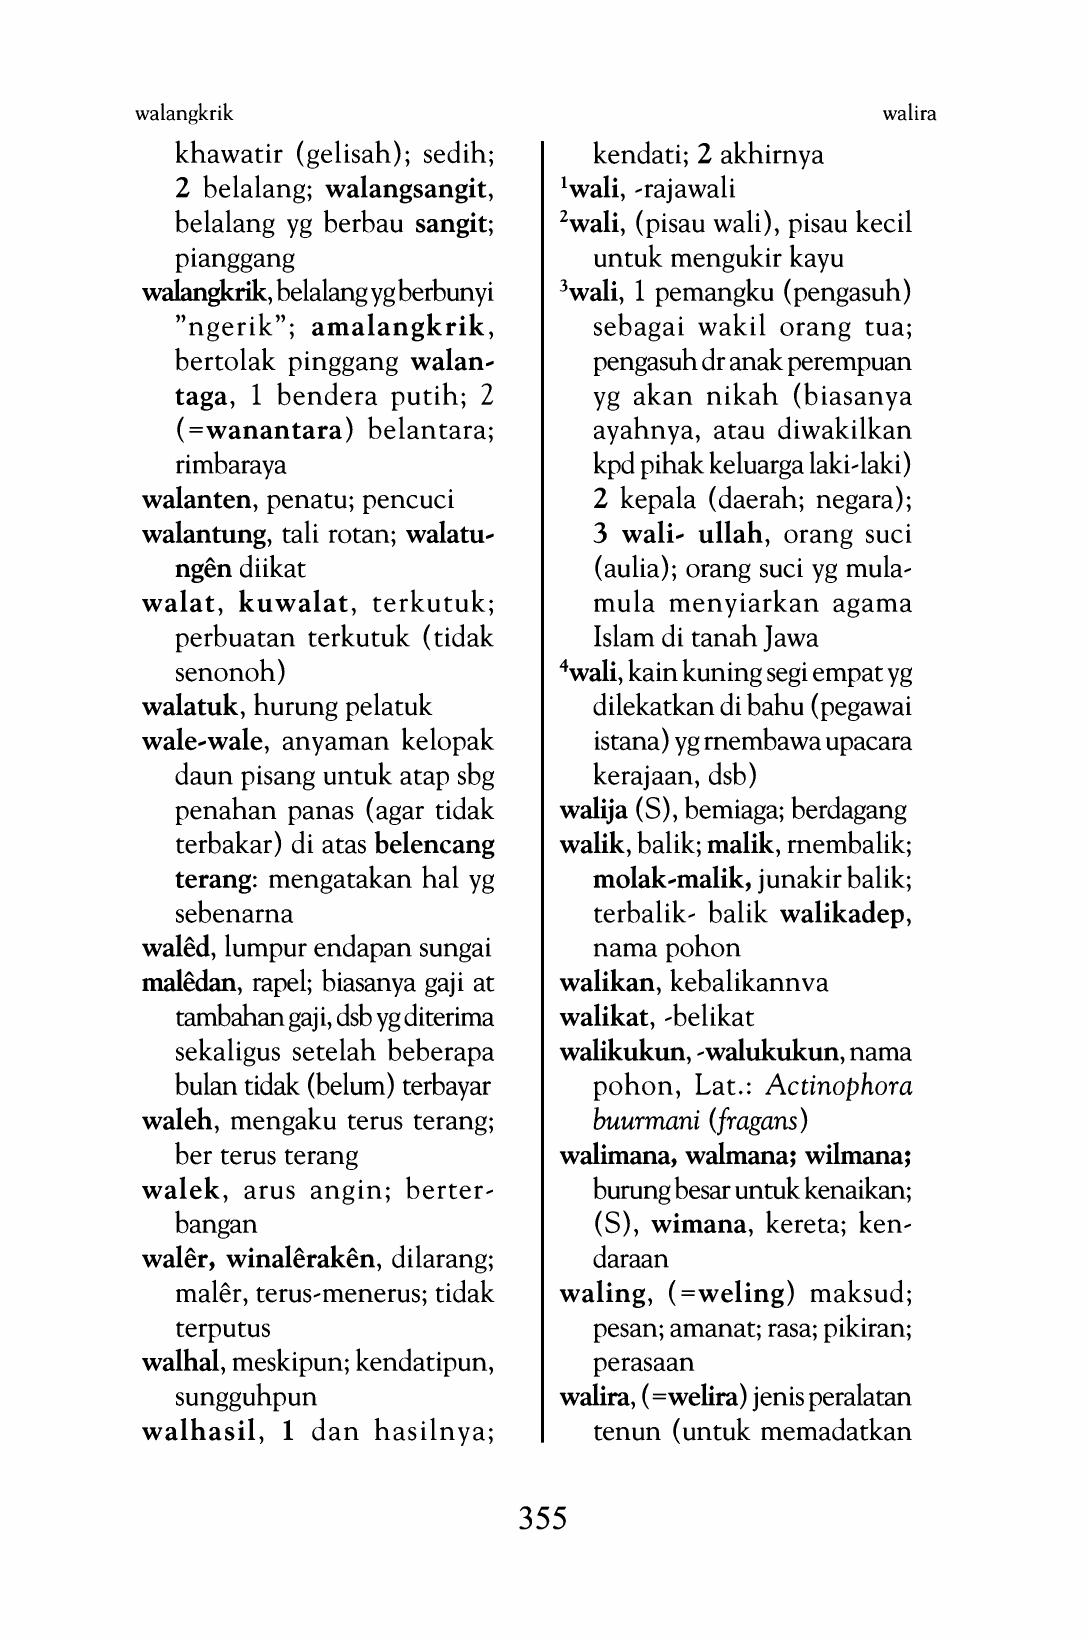 walangkrik
walira
khawatir (gelisah); sedih;
2 belalang; walangsangit,
belalang yg berbau sangit;
pianggang
walangkrik, belalang yg berbunyi
”ngerik”; amalangkrik,
bertolak pinggang walan-
taga, 1 bendera putih; 2
(=wanantara) belantara;
rimbaraya
walanten, penatu; pencuci
walantung, tali rotan; walatu-
ngên diikat
walat, kuwalat, terkutuk;
perbuatan terkutuk (tidak
senonoh)
walatuk, hurung pelatuk
wale-wale, anyaman kelopak
daun pisang untuk atap sbg
penahan panas (agar tidak
terbakar) di atas belencang
terang: mengatakan hal yg
sebenarna
walêd, lumpur endapan sungai
malêdan, rapel; biasanya gaji at
tambahan gaji, dsb yg diterima
sekaligus setelah beberapa
bulan tidak (belum) terbayar
waleh, mengaku terus terang;
ber terus terang
walek, arus angin; berter-
bangan
walêr, winalêrakên, dilarang;
malêr, terus-menerus; tidak
terputus
walhal, meskipun; kendatipun,
sungguhpun
walhasil, 1 dan hasilnya;
kendati; 2 akhirnya
¹wali, -rajawali
²wali, (pisau wali), pisau kecil
untuk mengukir kayu
³wali, 1 pemangku (pengasuh)
sebagai wakil orang tua;
pengasuh dr anak perempuan
yg akan nikah (biasanya
ayahnya, atau diwakilkan
kpd pihak keluarga laki-laki)
2 kepala (daerah; negara);
3 wali- ullah, orang suci
(aulia); orang suci yg mula-
mula menyiarkan agama
Islam di tanah Jawa
⁴wali, kain kuning segi empat yg
dilekatkan di bahu (pegawai
istana) yg rnembawa upacara
kerajaan, dsb)
walija (S), bemiaga; berdagang
walik, balik; malik, rnembalik;
molak-malik, junakir balik;
terbalik- balik walikadep,
nama pohon
walikan, kebalikannva
walikat, -belikat
walikukun, -walukukun, nama
pohon, Lat.: Actinophora
buurmani (fragans)
walimana, walmana; wilmana;
burung besar untuk kenaikan;
(S), wimana, kereta; ken-
daraan
waling, (=weling) maksud;
pesan; amanat; rasa; pikiran;
perasaan
walira, (=welira) jenis peralatan
tenun (untuk memadatkan
355